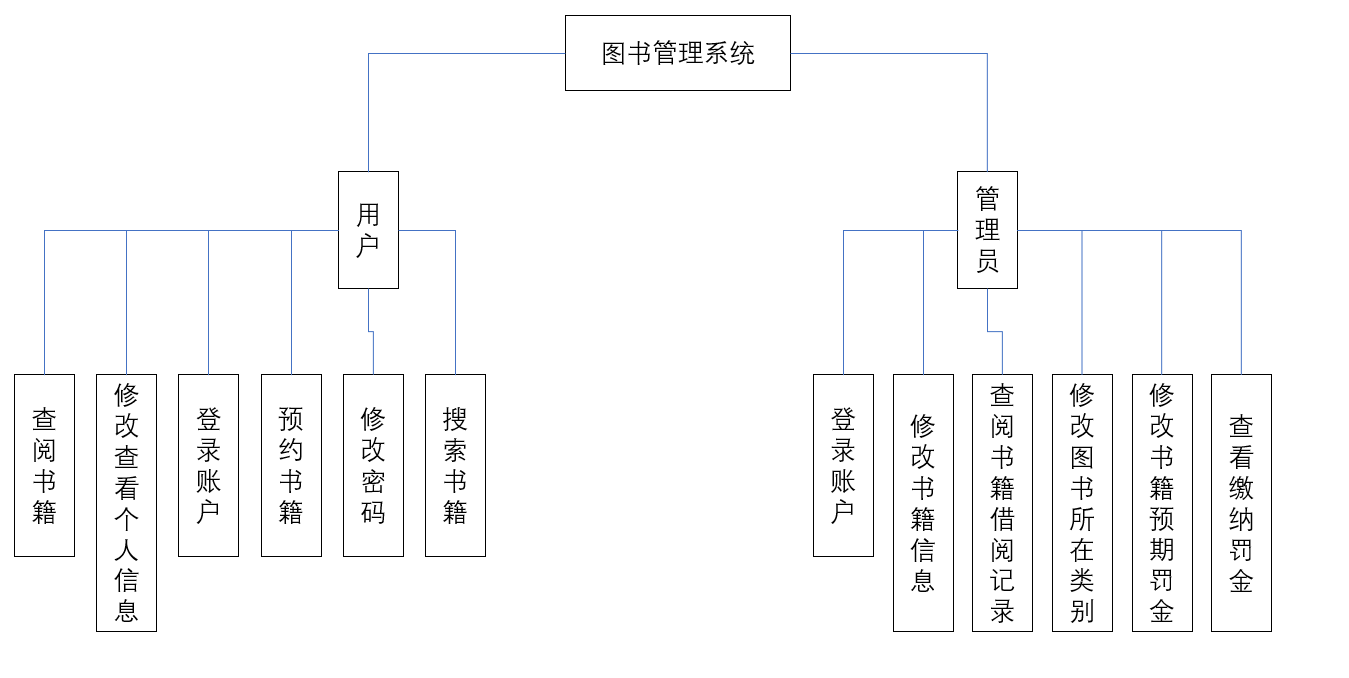 图书管理系统
用户
管理员
查阅书籍
修改查看个人信息
登录账户
预约书籍
修改密码
搜索书籍
登录账户
修改书籍信息
查阅书籍借阅记录
修改图书所在类别
修改书籍预期罚金
查看缴纳罚金